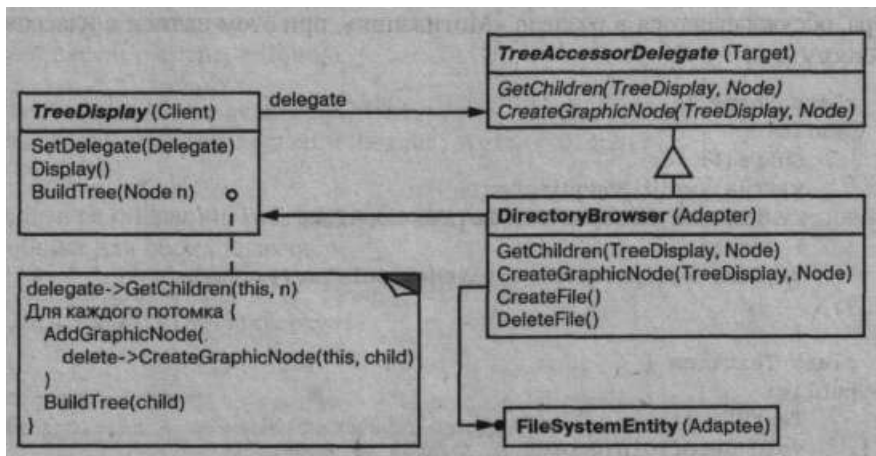 TreeAccessorDelegate (Target)
GetChildren(TreeDisplay, Node)
CreateGraphicNode(TreeDisplay, Node)
delegate
TreeDisplay (Client)
SetDelegate(Delegate)
Display()
BuildTree(Node n)
DirectoryBrowser (Adapter)
GetChildren(TreeDisplay, Node)
CreateGraphicNode(TreeDisplay, Node)
CreateFile()
DeleteFile()
delegate->GetChildren(this, n)
Для каждого потомка {
AddGraphicNode(
delete->CreateGraphicNode(this, child)
)
BuildTree(child)
}
FileSystemEntity (Adaptee)